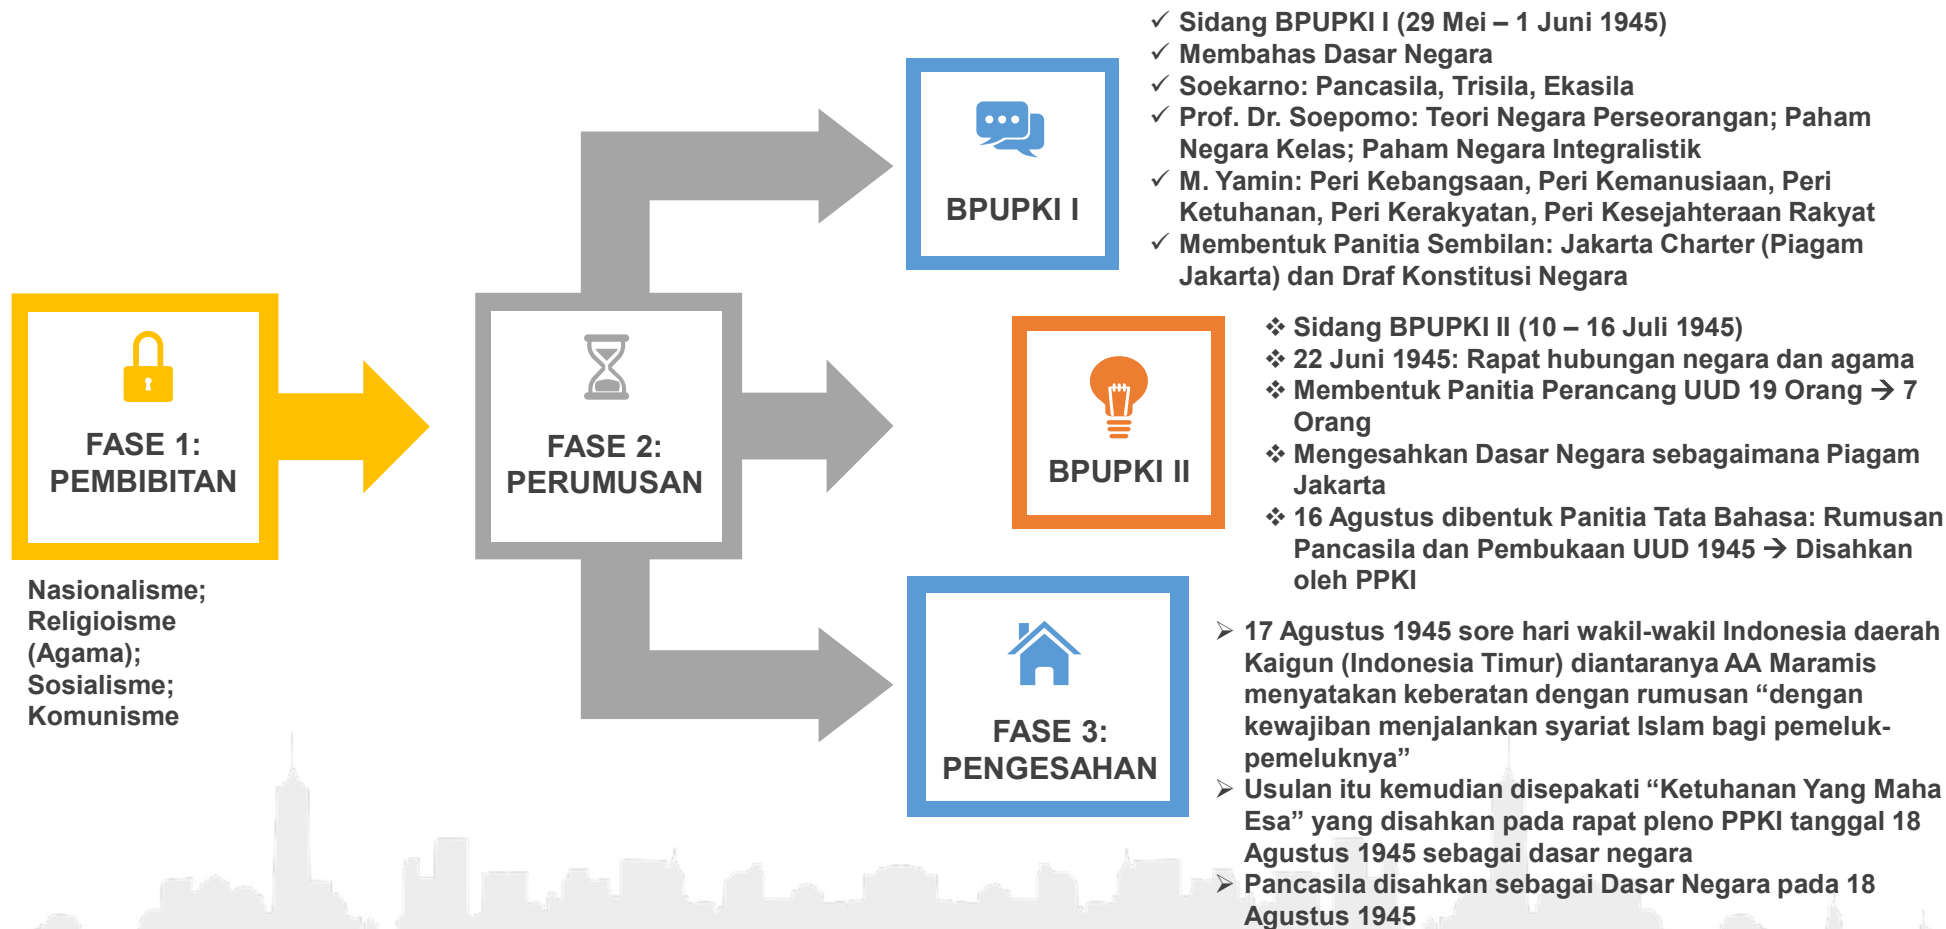 FASE 1:
PEMBIBITAN
Nasionalisme;
Religioisme
(Agama);
Sosialisme;
Komunisme
FASE 2:
PERUMUSAN
BPUPKI I
✓ Sidang BPUPKI I (29 Mei – 1 Juni 1945)
✓ Membahas Dasar Negara
✓ Soekarno: Pancasila, Trisila, Ekasila
✓ Prof. Dr. Soepomo: Teori Negara Perseorangan; Paham
Negara Kelas; Paham Negara Integralistik
✓ M. Yamin: Peri Kebangsaan, Peri Kemanusiaan, Peri
Ketuhanan, Peri Kerakyatan, Peri Kesejahteraan Rakyat
✓ Membentuk Panitia Sembilan: Jakarta Charter (Piagam
Jakarta) dan Draf Konstitusi Negara
BPUPKI II
❖ Sidang BPUPKI II (10 – 16 Juli 1945)
❖ 22 Juni 1945: Rapat hubungan negara dan agama
❖ Membentuk Panitia Perancang UUD 19 Orang → 7
Orang
❖ Mengesahkan Dasar Negara sebagaimana Piagam
Jakarta
❖ 16 Agustus dibentuk Panitia Tata Bahasa: Rumusan
Pancasila dan Pembukaan UUD 1945 → Disahkan
oleh PPKI
FASE 3:
PENGESAHAN
➢ 17 Agustus 1945 sore hari wakil-wakil Indonesia daerah
Kaigun (Indonesia Timur) diantaranya AA Maramis
menyatakan keberatan dengan rumusan “dengan
kewajiban menjalankan syariat Islam bagi pemeluk-
pemeluknya”
➢ Usulan itu kemudian disepakati “Ketuhanan Yang Maha
Esa” yang disahkan pada rapat pleno PPKI tanggal 18
Agustus 1945 sebagai dasar negara
➢ Pancasila disahkan sebagai Dasar Negara pada 18
Agustus 1945